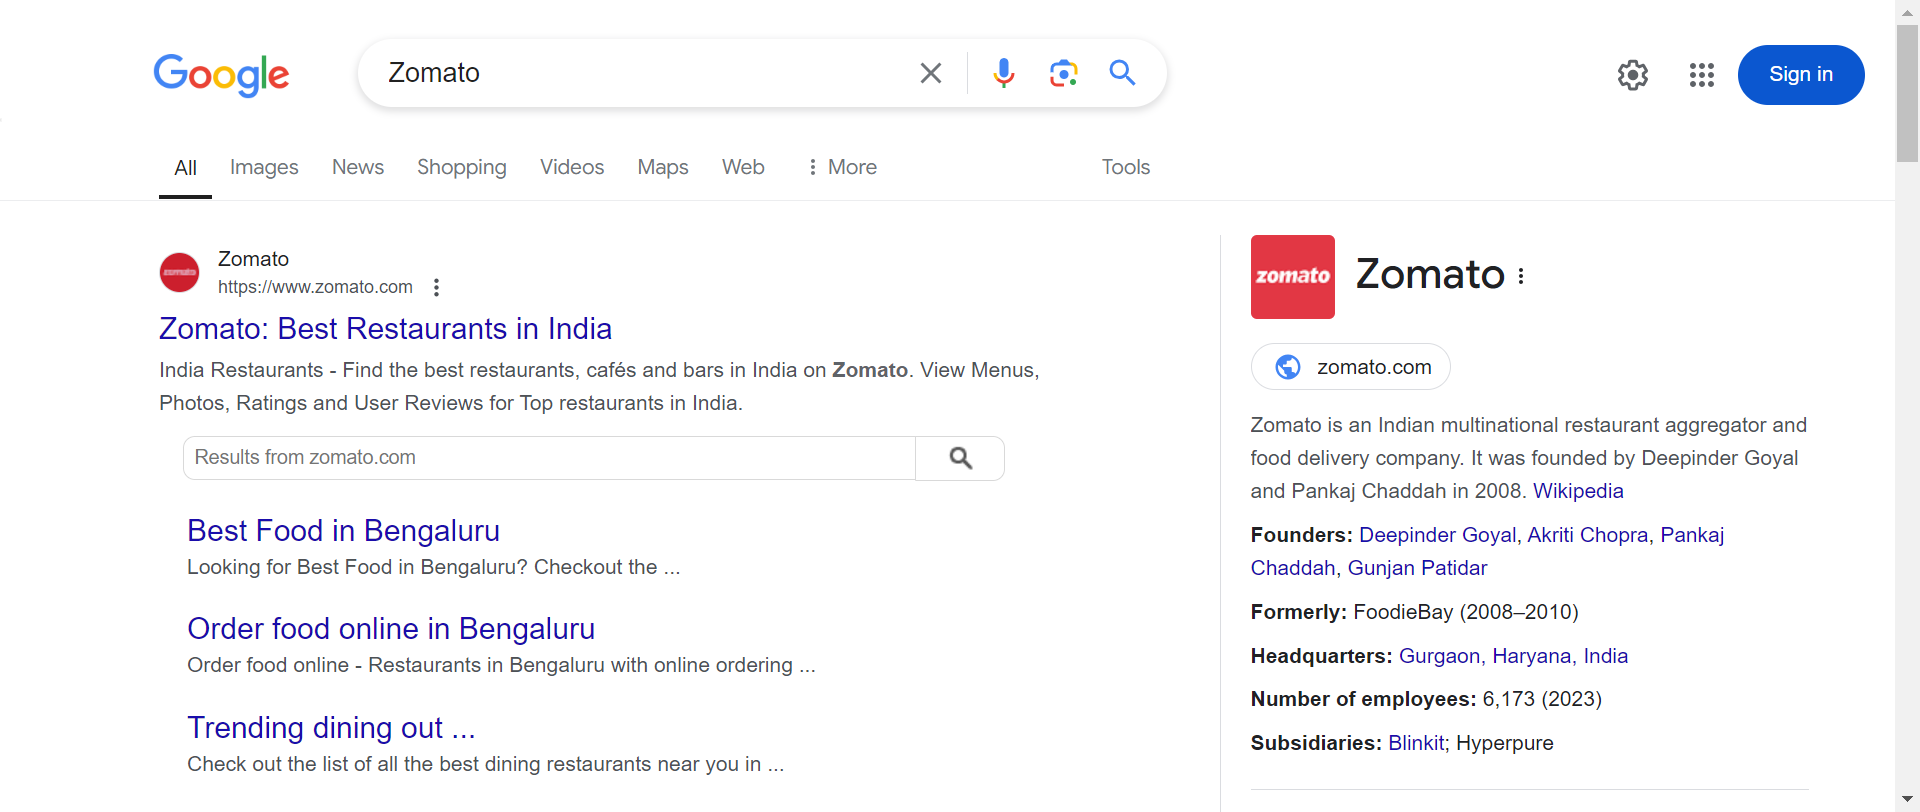 Google
Zomato
Sign in
All
Images
News
Shopping
Videos
Maps
Web
More
Tools
zomato
Zomato
https://www.zomato.com
Zomato: Best Restaurants in India
India Restaurants - Find the best restaurants, cafés and bars in India on Zomato. View Menus,
Photos, Ratings and User Reviews for Top restaurants in India.
Results from zomato.com
Best Food in Bengaluru
Looking for Best Food in Bengaluru? Checkout the ...
Order food online in Bengaluru
Order food online - Restaurants in Bengaluru with online ordering ...
Trending dining out ...
Check out the list of all the best dining restaurants near you in ...
zomato
Zomato
zomato.com
Zomato is an Indian multinational restaurant aggregator and
food delivery company. It was founded by Deepinder Goyal
and Pankaj Chaddah in 2008. Wikipedia
Founders: Deepinder Goyal, Akriti Chopra, Pankaj
Chaddah, Gunjan Patidar
Formerly: FoodieBay (2008–2010)
Headquarters: Gurgaon, Haryana, India
Number of employees: 6,173 (2023)
Subsidiaries: Blinkit; Hyperpure